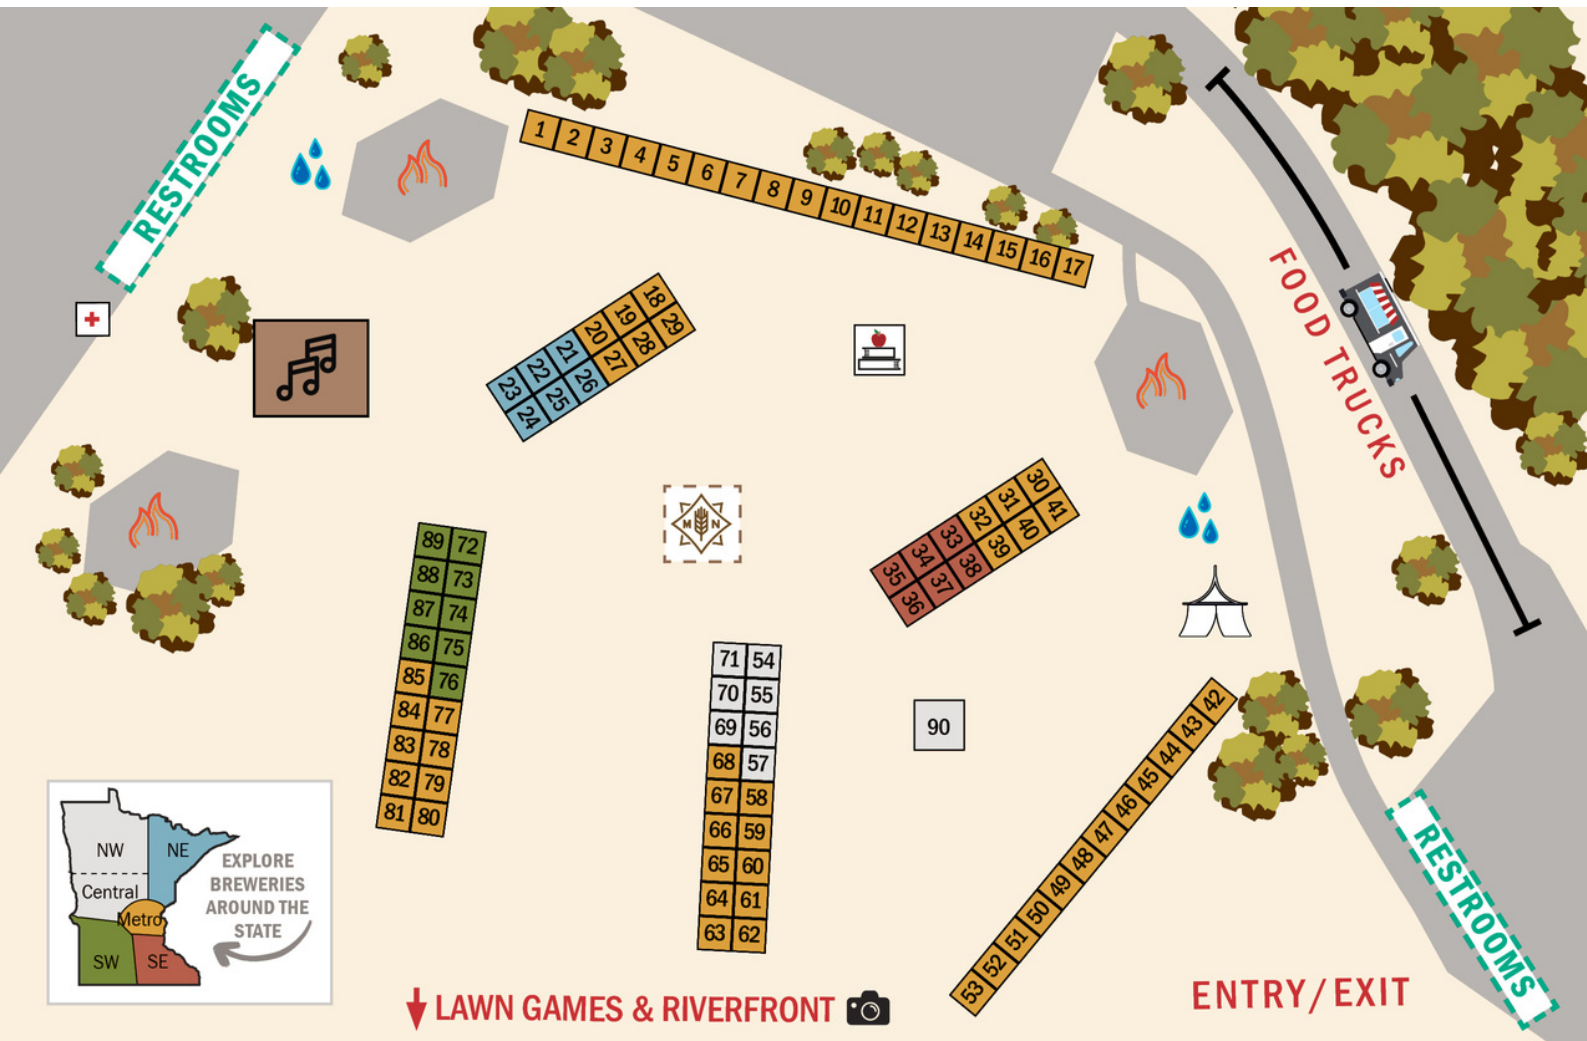 RESTROOMS
1 2 3 4 5 6 7 8 9 10 11 12 13 14 15 16 17
FOOD TRUCKS
18
19 29
20 28
21 27
22 26
23 25
24
M N
30
31 41
32 40
33 39
34 38
35 37
36
89 72
88 73
87 74
86 75
85 76
84 77
83 78
82 79
81 80
71 54
70 55
69 56
68 57
67 58
66 59
65 60
64 61
63 62
90
42
43
44
45
46
47
48
49
50
51
52
53
NW
NE
Central
Metro
SW
SE
EXPLORE
BREWERIES
AROUND THE
STATE
RESTROOMS
LAWN GAMES & RIVERFRONT
ENTRY/EXIT